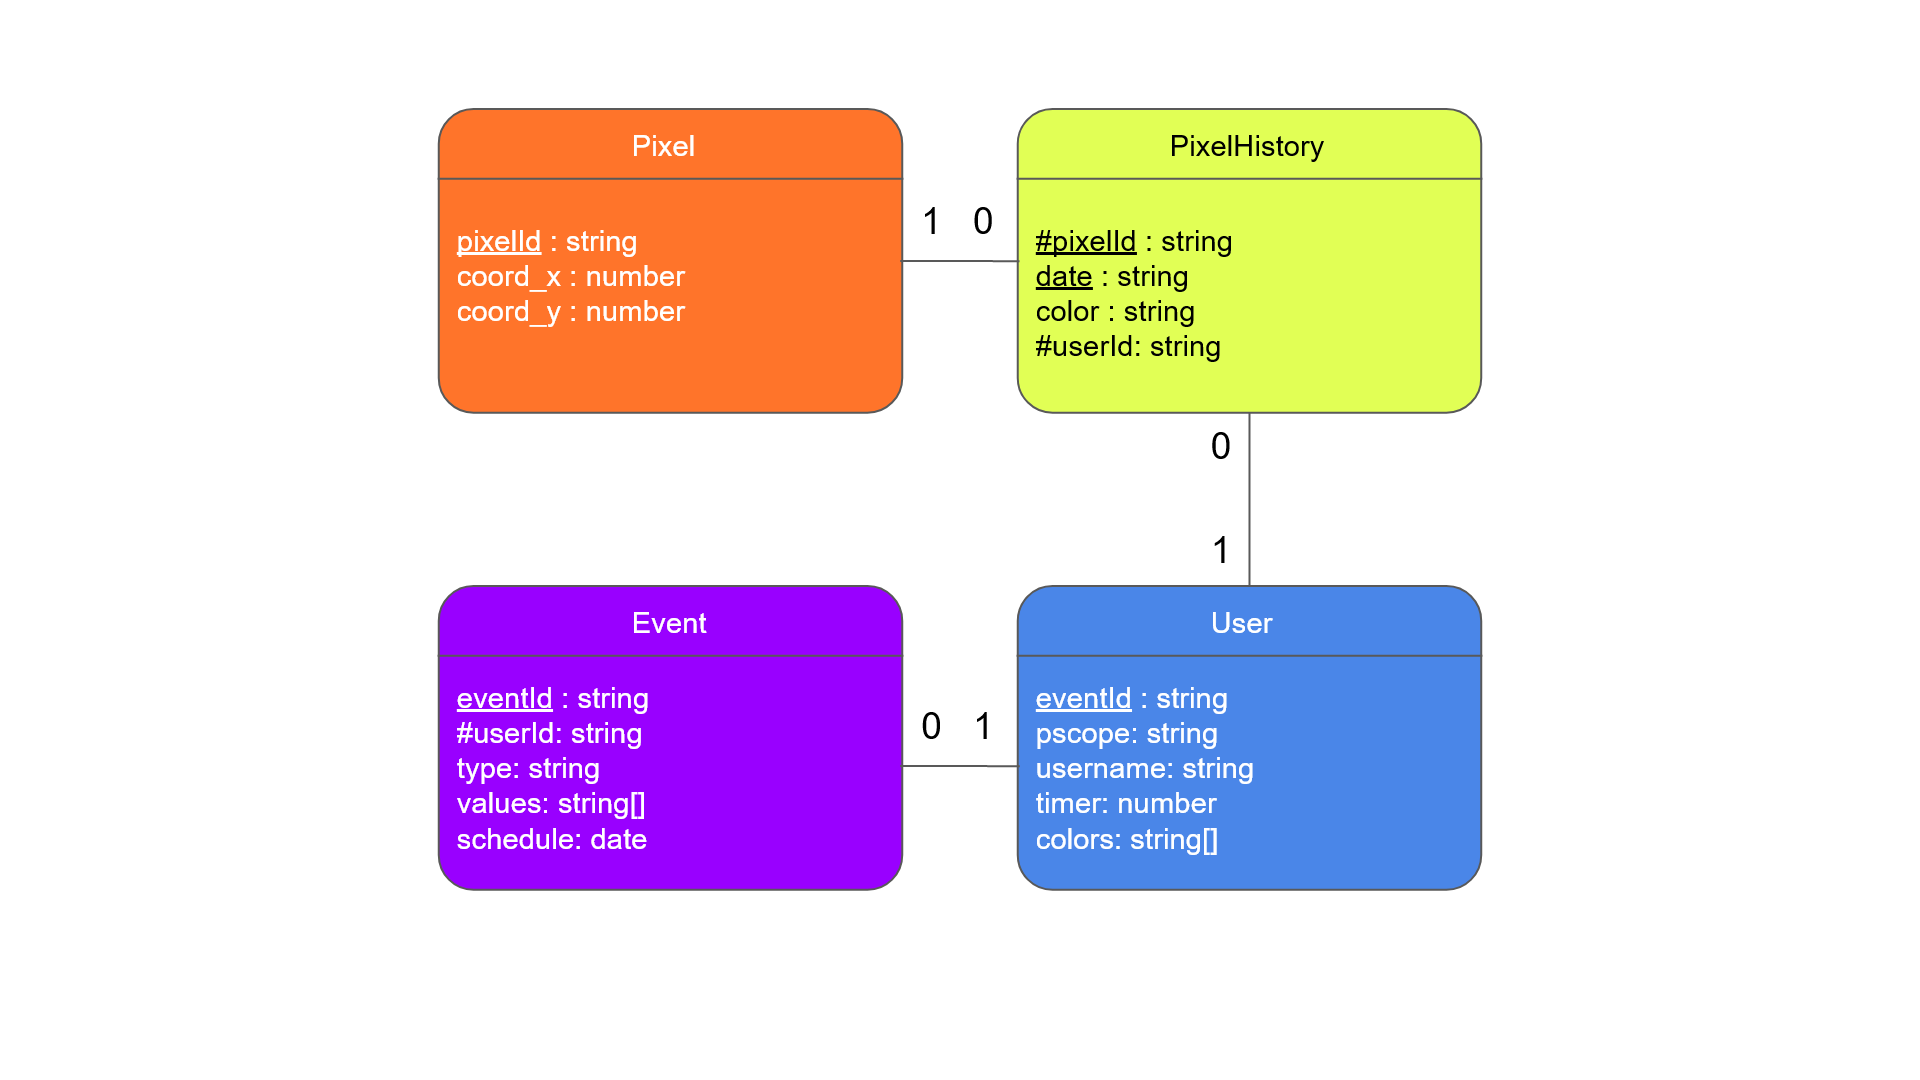 Pixel
pixelId : string
coord_x : number
coord_y : number
1 0
PixelHistory
#pixelId : string
date : string
color : string
#userId: string
0
1
Event
eventId : string
#userId: string
type: string
values: string[]
schedule: date
0 1
User
eventId : string
pscope: string
username: string
timer: number
colors: string[]